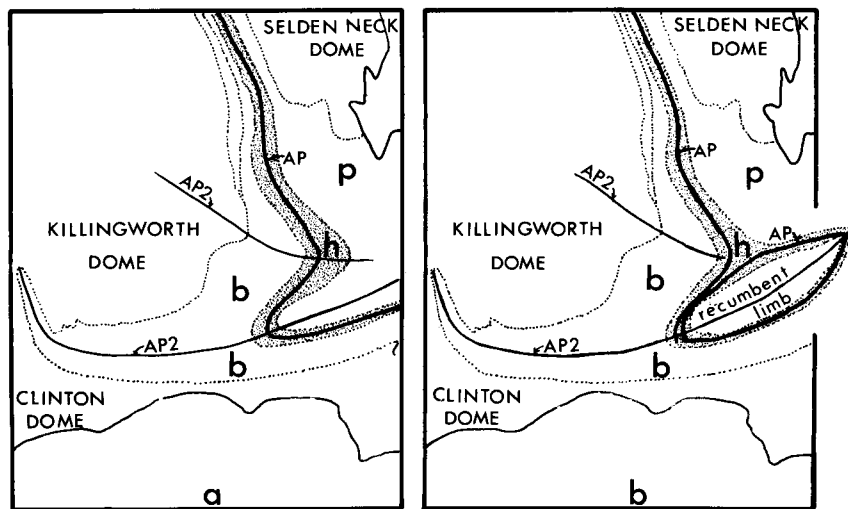 SELDEN NECK
DOME
AP
p
AP2
h
KILLINGWORTH
DOME
b
AP2
b
CLINTON
DOME
a
SELDEN NECK
DOME
AP
p
AP2
h
AP
KILLINGWORTH
DOME
b
recumbent
limb
AP2
b
CLINTON
DOME
b